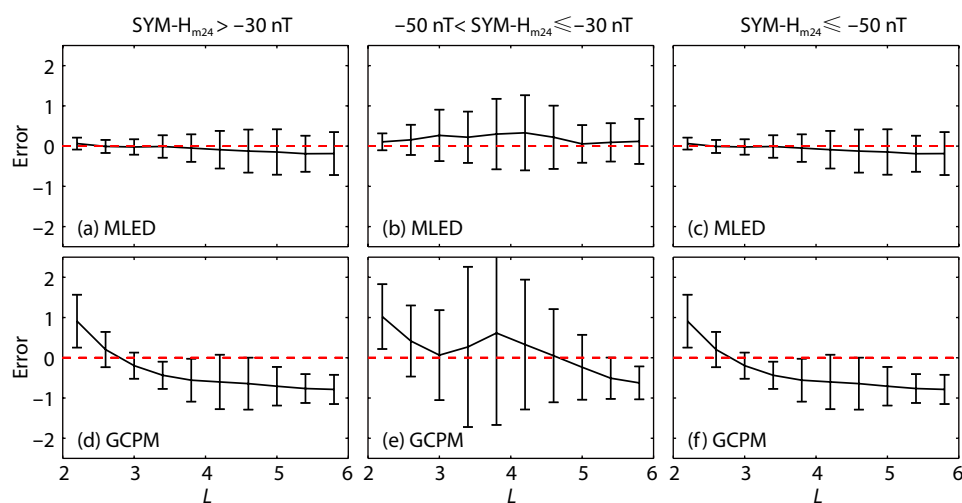 SYM-Hm24 > −30 nT
−50 nT< SYM-Hm24 ≤ −30 nT
SYM-Hm24 ≤ −50 nT
Error
2
1
0
−1
−2
(a) MLED
(b) MLED
(c) MLED
Error
2
1
0
−1
−2
(d) GCPM
(e) GCPM
(f) GCPM
2 3 4 5 6
2 3 4 5 6
2 3 4 5 6
L
L
L